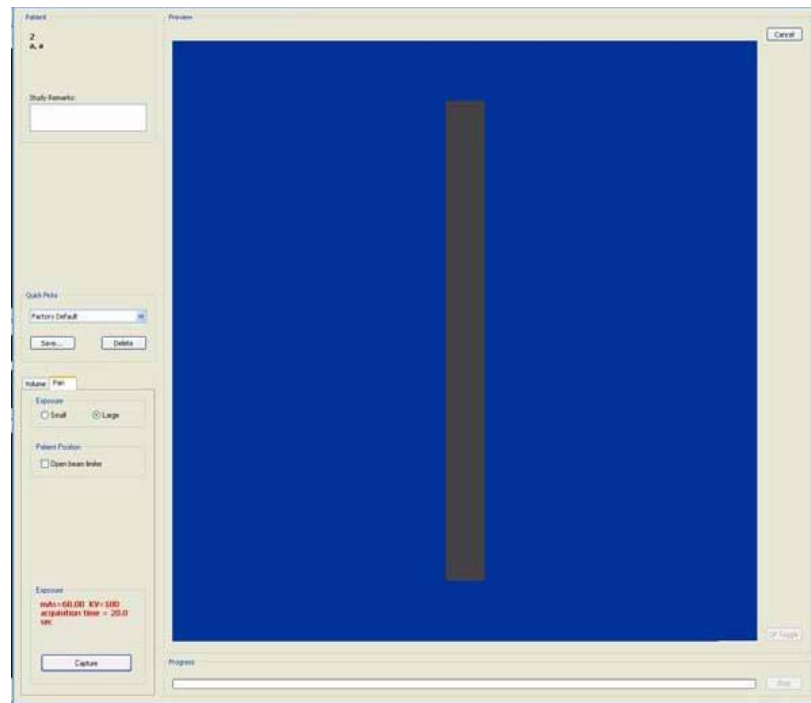 Patient
2
a, a
Study Remarks:
Quick Picks
Factory Default
Save...
Delete
Volume
Pan
Exposure
Small
Large
Patient Position
Open beam limiter
Exposure
mAs=60.00 KV=100
acquisition time = 20.0
sec
Capture
Preview
Cancel
QP Toggle
Progress
Stop